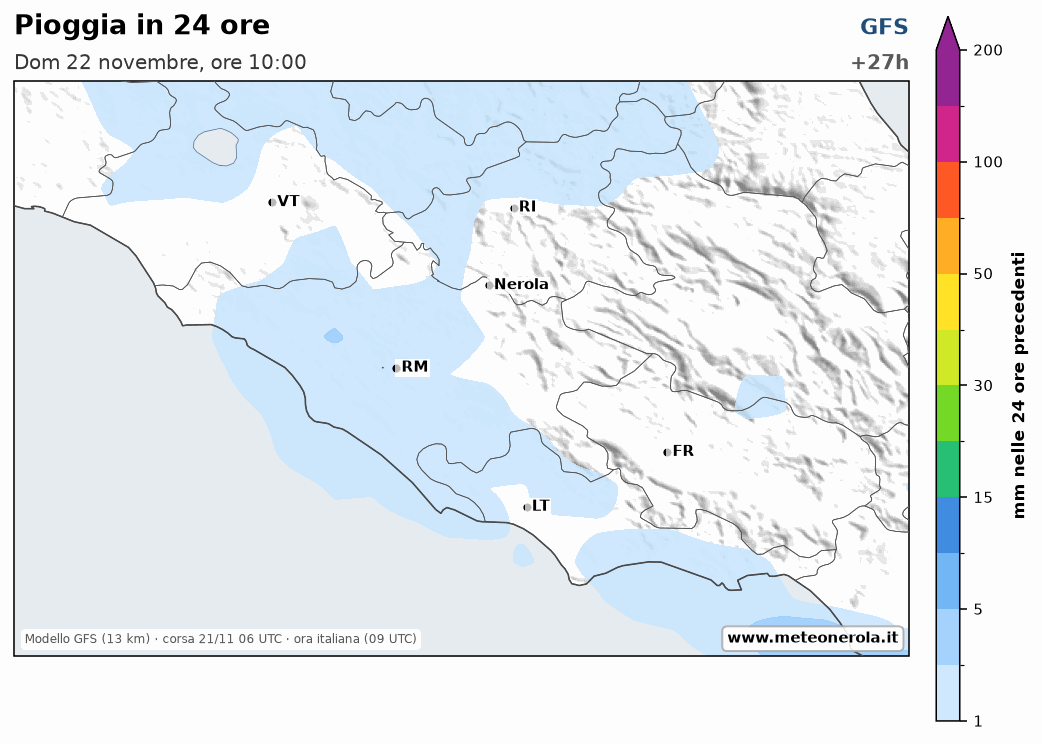 Pioggia in 24 ore
GFS
Dom 22 novembre, ore 10:00
+27h
VT
RI
Nerola
RM
FR
LT
Modello GFS (13 km) · corsa 21/11 06 UTC · ora italiana (09 UTC)
www.meteonerola.it
200
100
50
30
15
5
1
mm nelle 24 ore precedenti